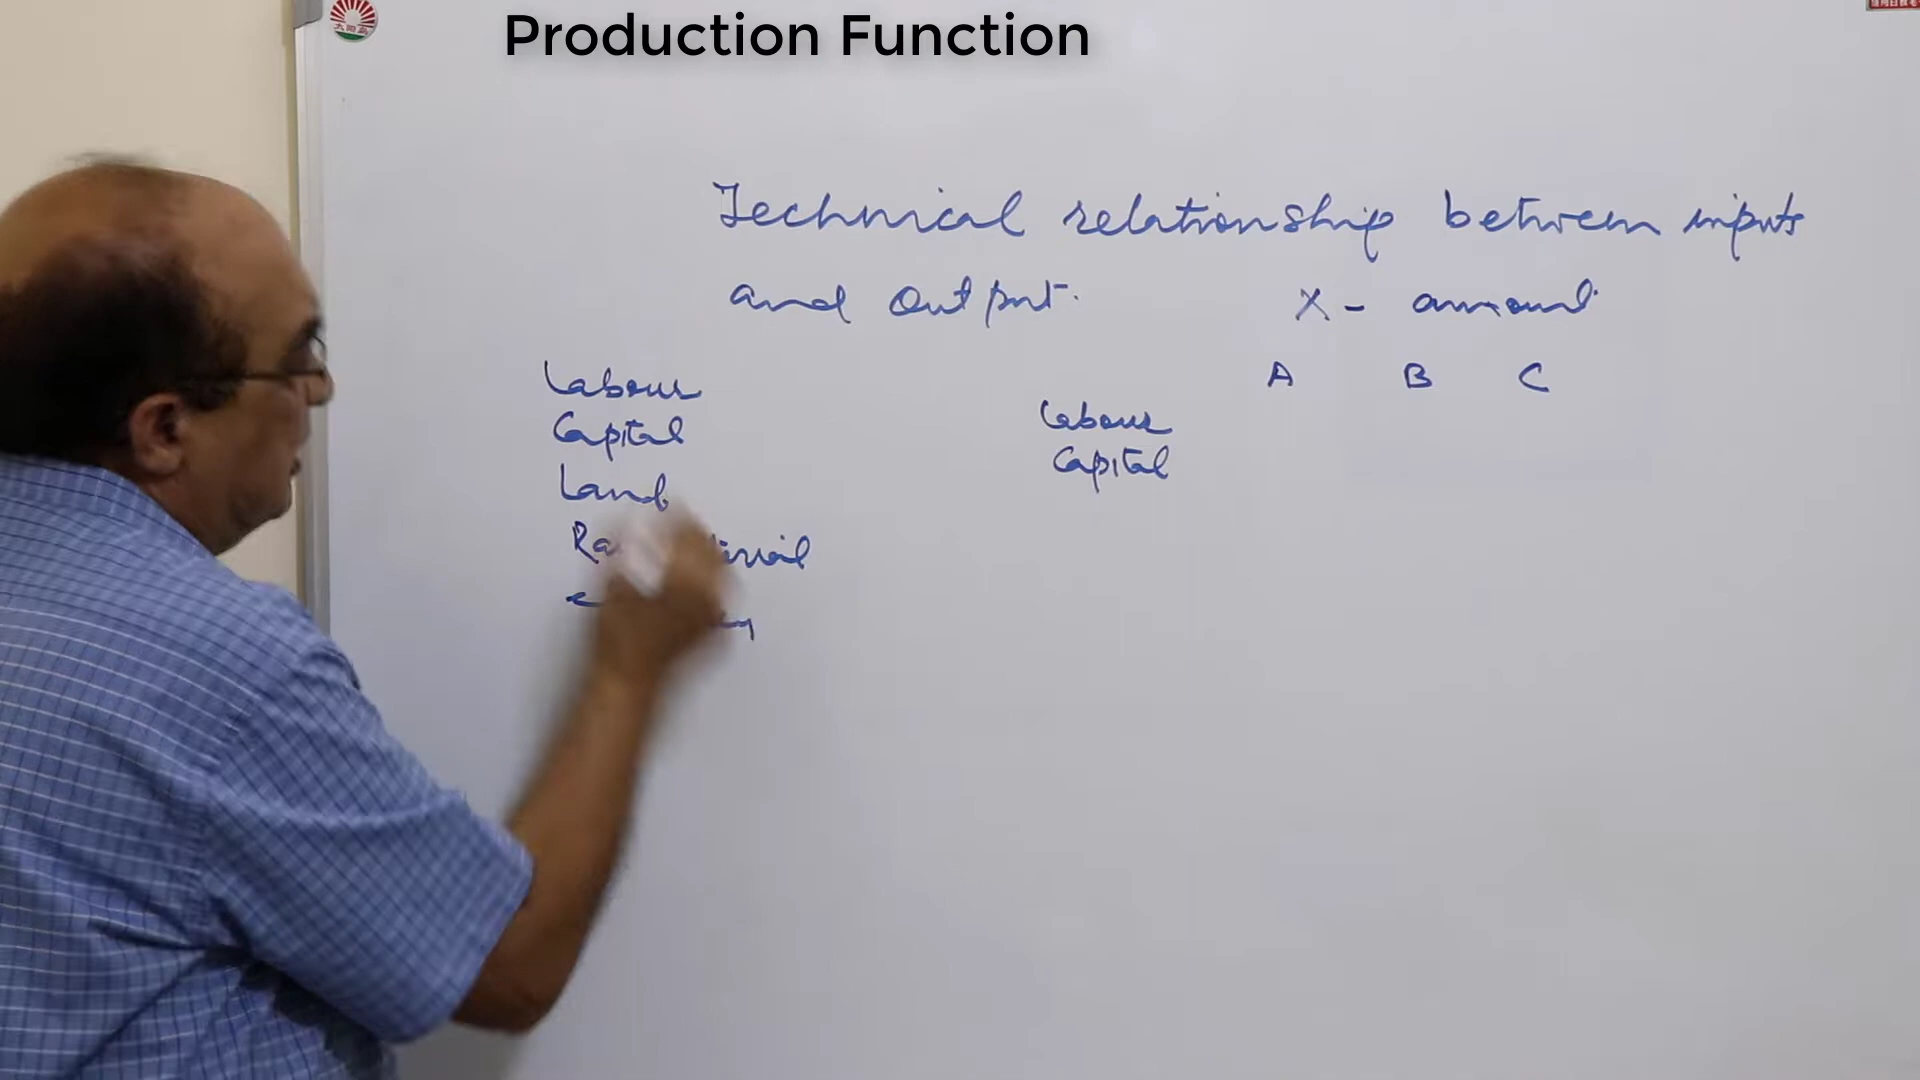 Production Function
Technical relationship between inputs
and output.
X - amount
A B C
Labour
Capital
Land
Labour
Capital